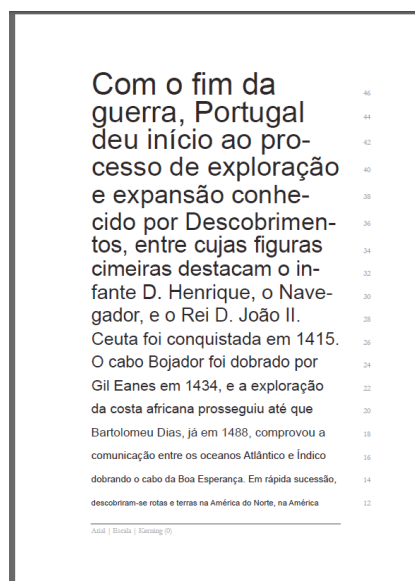 Com o fim da 46
guerra, Portugal 44
deu início ao pro- 42
cesso de exploração 40
e expansão conhe- 38
cido por Descobrimen- 36
tos, entre cujas figuras 34
cimeiras destacam o in- 32
fante D. Henrique, o Nave- 30
gador, e o Rei D. João II. 28
Ceuta foi conquistada em 1415. 26
O cabo Bojador foi dobrado por 24
Gil Eanes em 1434, e a exploração 22
da costa africana prosseguiu até que 20
Bartolomeu Dias, já em 1488, comprovou a 18
comunicação entre os oceanos Atlântico e Índico 16
dobrando o cabo da Boa Esperança. Em rápida sucessão, 14
descobriram-se rotas e terras na América do Norte, na América 12
Arial | Escala | Kerning (0)